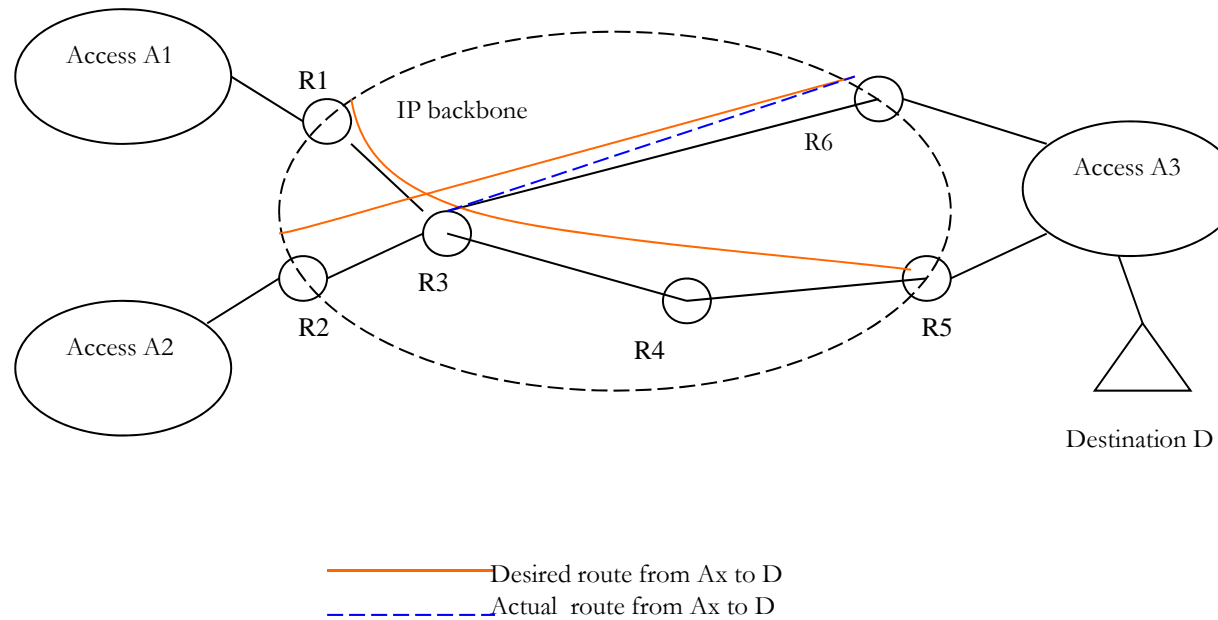 Access A1
R1
IP backbone
R6
Access A3
R3
R2
R4
R5
Access A2
Destination D
Desired route from Ax to D
Actual  route from Ax to D